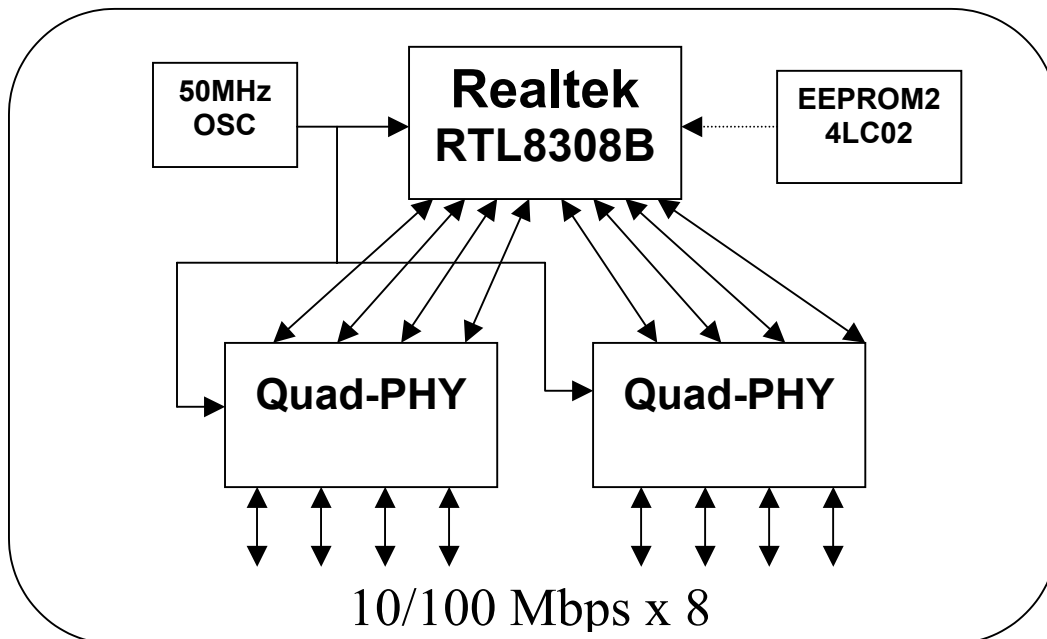 50MHz
OSC
Realtek
RTL8308B
EEPROM2
4LC02
Quad-PHY
Quad-PHY
10/100 Mbps x 8